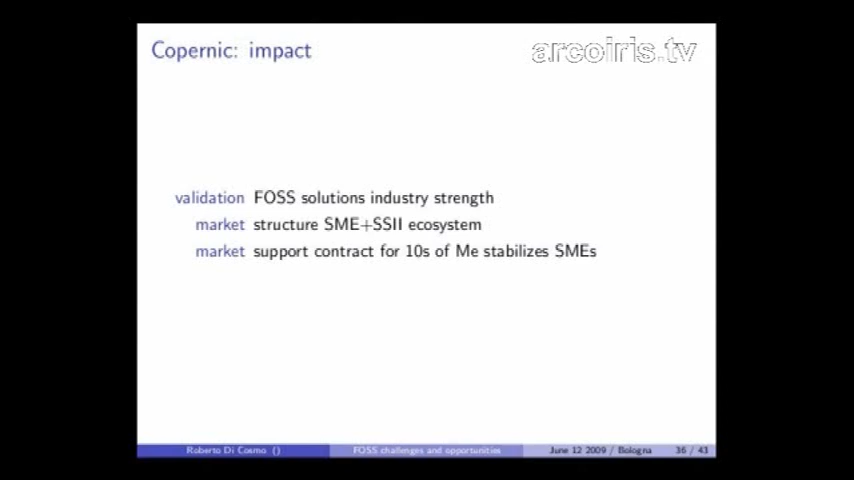 Copernic: impact
arcoiris.tv
validation FOSS solutions industry strength
market structure SME+SSII ecosystem
market support contract for 10s of Me stabilizes SMEs
Roberto Di Cosmo () FOSS challenges and opportunities June 12 2009 / Bologna 36 / 43